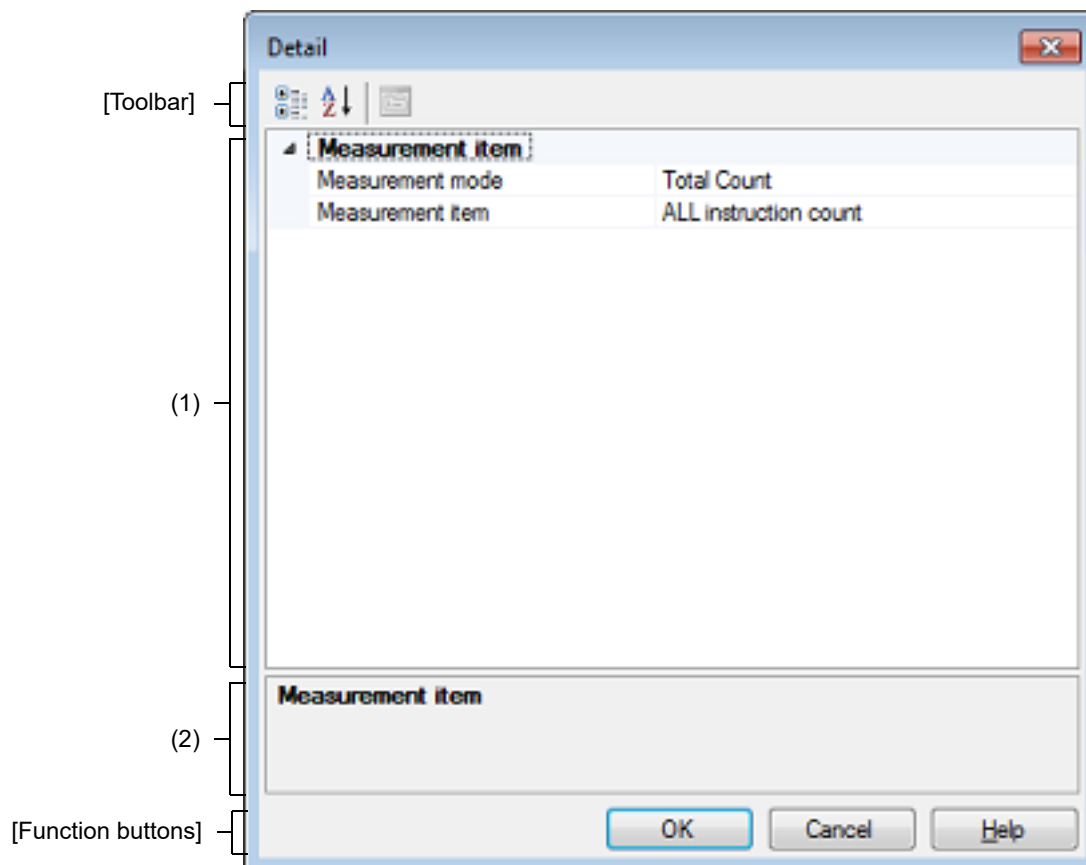 Detail
[Toolbar]
Measurement item
Measurement mode Total Count
Measurement item ALL instruction count
(1)
Measurement item
(2)
[Function buttons]
OK Cancel Help